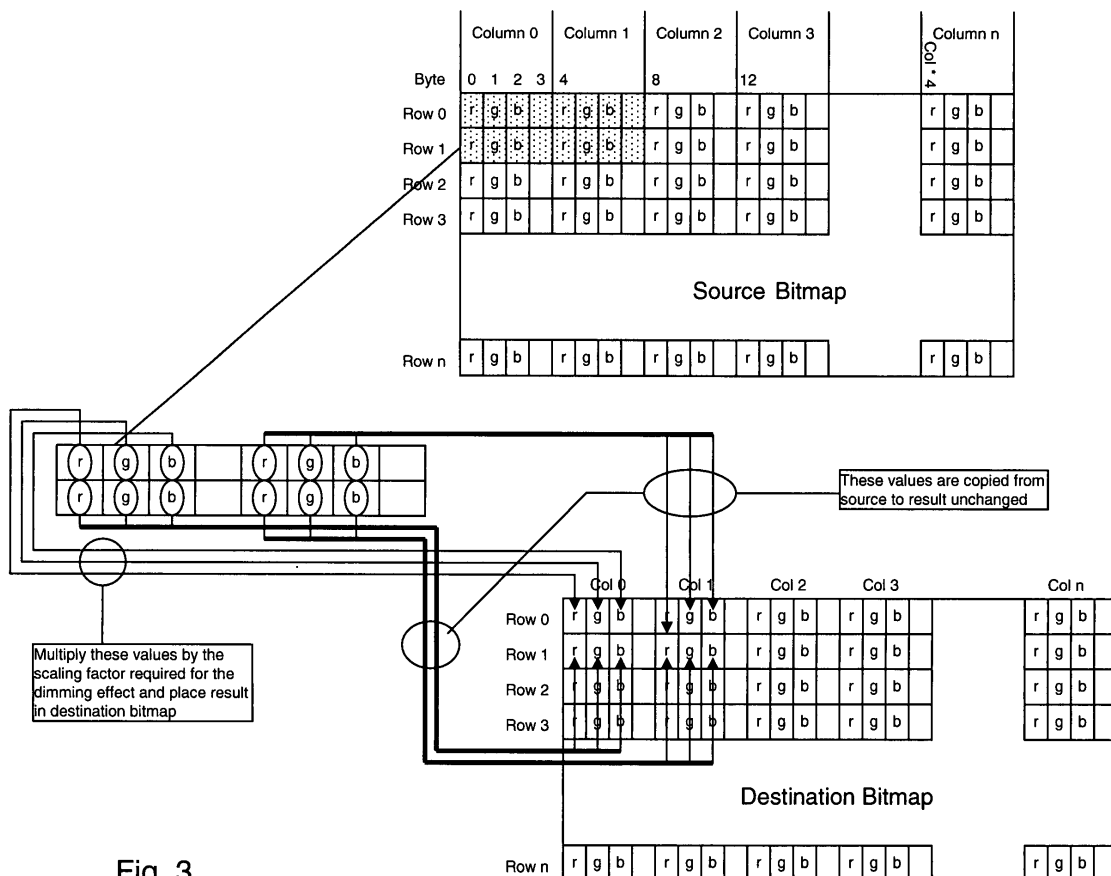 Column 0 Column 1 Column 2 Column 3 Column n
Col * 4
Byte 0 1 2 3 4 8 12
Row 0 r g b r g b r g b r g b r g b
Row 1 r g b r g b r g b r g b r g b
Row 2 r g b r g b r g b r g b r g b
Row 3 r g b r g b r g b r g b r g b
Source Bitmap
Row n r g b r g b r g b r g b r g b
r g b r g b
r g b r g b
These values are copied from
source to result unchanged
Multiply these values by the
scaling factor required for the
dimming effect and place result
in destination bitmap
Col 0 Col 1 Col 2 Col 3 Col n
Row 0 r g b r g b r g b r g b r g b
Row 1 r g b r g b r g b r g b r g b
Row 2 r g b r g b r g b r g b r g b
Row 3 r g b r g b r g b r g b r g b
Destination Bitmap
Row n r g b r g b r g b r g b r g b
Fig. 3